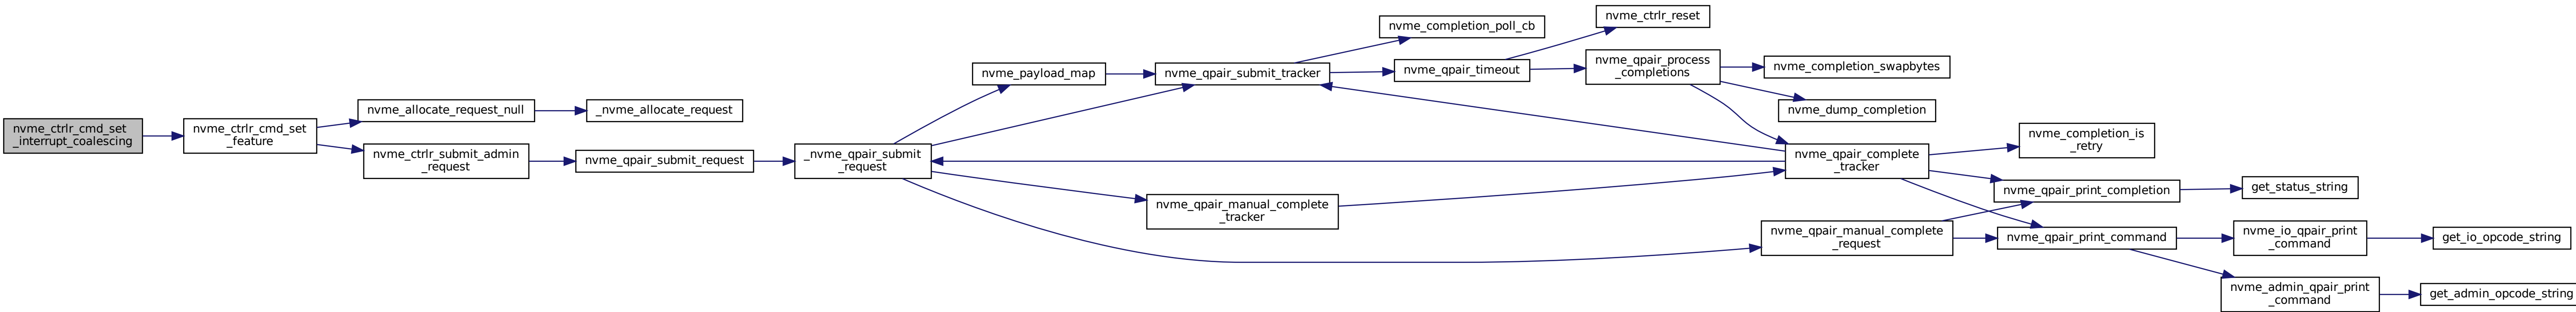 nvme_ctrlr_cmd_set
_interrupt_coalescing
nvme_ctrlr_cmd_set
_feature
nvme_allocate_request_null
_nvme_allocate_request
nvme_ctrlr_submit_admin
_request
nvme_qpair_submit_request
_nvme_qpair_submit
_request
nvme_payload_map
nvme_qpair_submit_tracker
nvme_completion_poll_cb
nvme_qpair_timeout
nvme_ctrlr_reset
nvme_qpair_process
_completions
nvme_completion_swapbytes
nvme_dump_completion
nvme_qpair_complete
_tracker
nvme_completion_is
_retry
nvme_qpair_print_completion
get_status_string
nvme_qpair_manual_complete
_tracker
nvme_qpair_manual_complete
_request
nvme_qpair_print_command
nvme_io_qpair_print
_command
get_io_opcode_string
nvme_admin_qpair_print
_command
get_admin_opcode_string